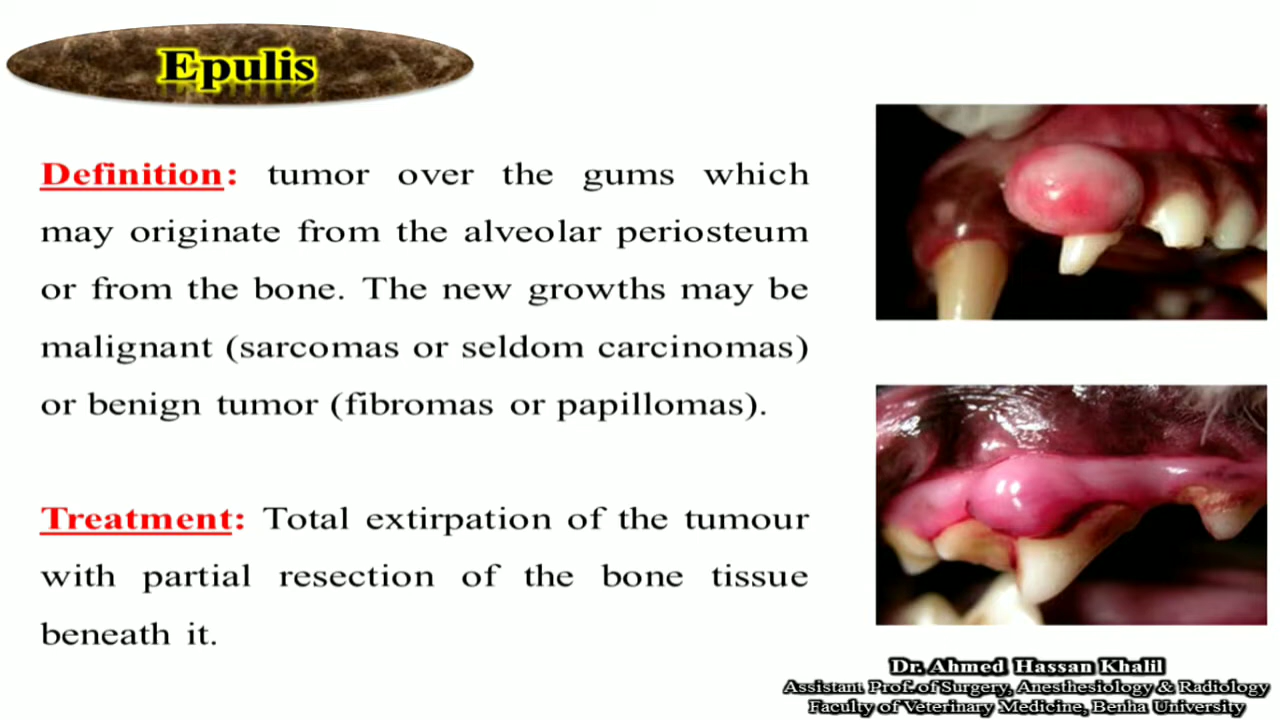 Epulis
Definition: tumor over the gums which
may originate from the alveolar periosteum
or from the bone. The new growths may be
malignant (sarcomas or seldom carcinomas)
or benign tumor (fibromas or papillomas).
Treatment: Total extirpation of the tumour
with partial resection of the bone tissue
beneath it.
Dr. Ahmed Hassan Khalil
Assistant Prof. of Surgery, Anesthesiology & Radiology
Faculty of Veterinary Medicine, Benha University